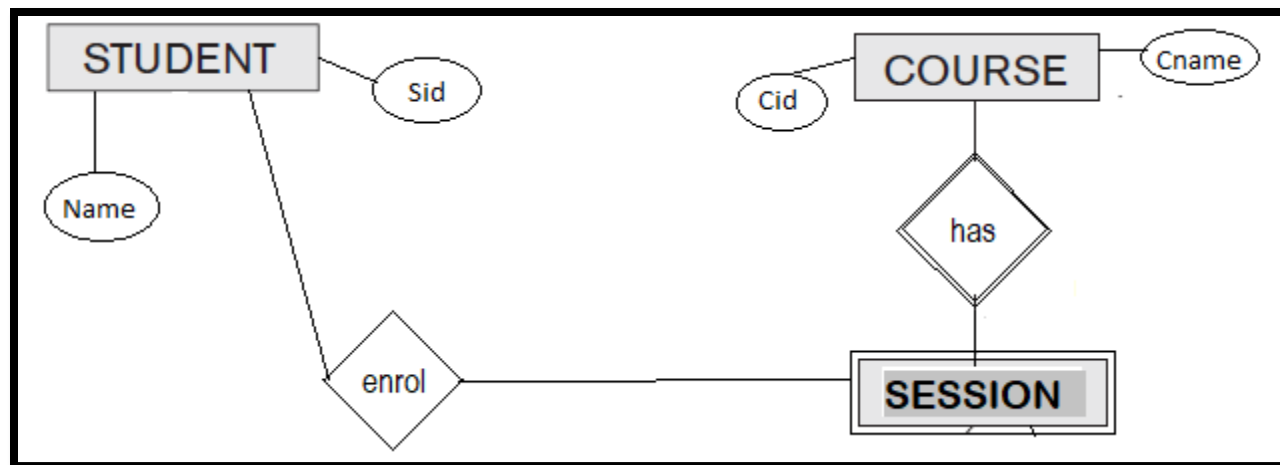 STUDENT
Sid
Name
COURSE
Cname
Cid
has
enrol
SESSION